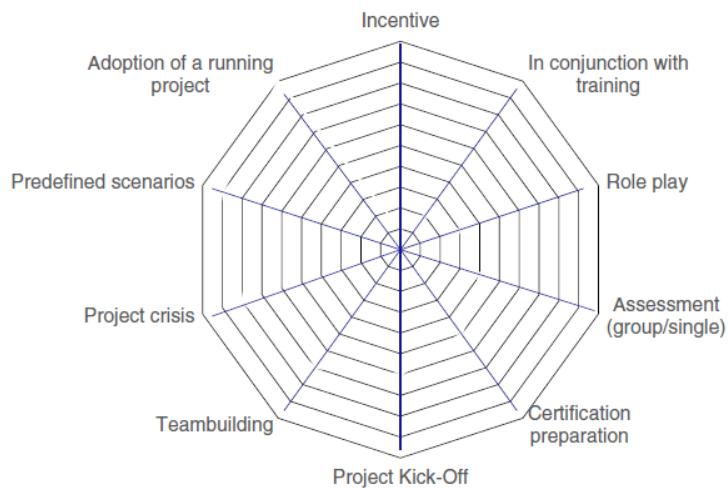 Incentive
Adoption of a running
project
In conjunction with
training
Predefined scenarios
Role play
Project crisis
Assessment
(group/single)
Teambuilding
Certification
preparation
Project Kick-Off